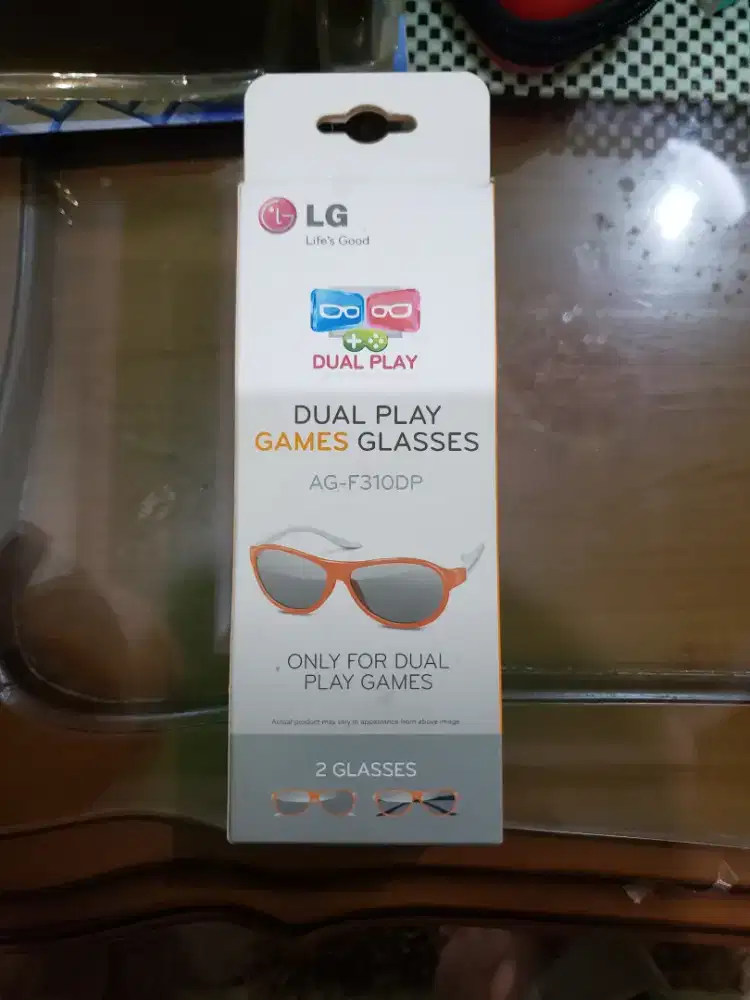 LG
Life's Good
DUAL PLAY
DUAL PLAY
GAMES GLASSES
AG-F310DP
ONLY FOR DUAL
PLAY GAMES
Actual product may vary in appearance from above image
2 GLASSES